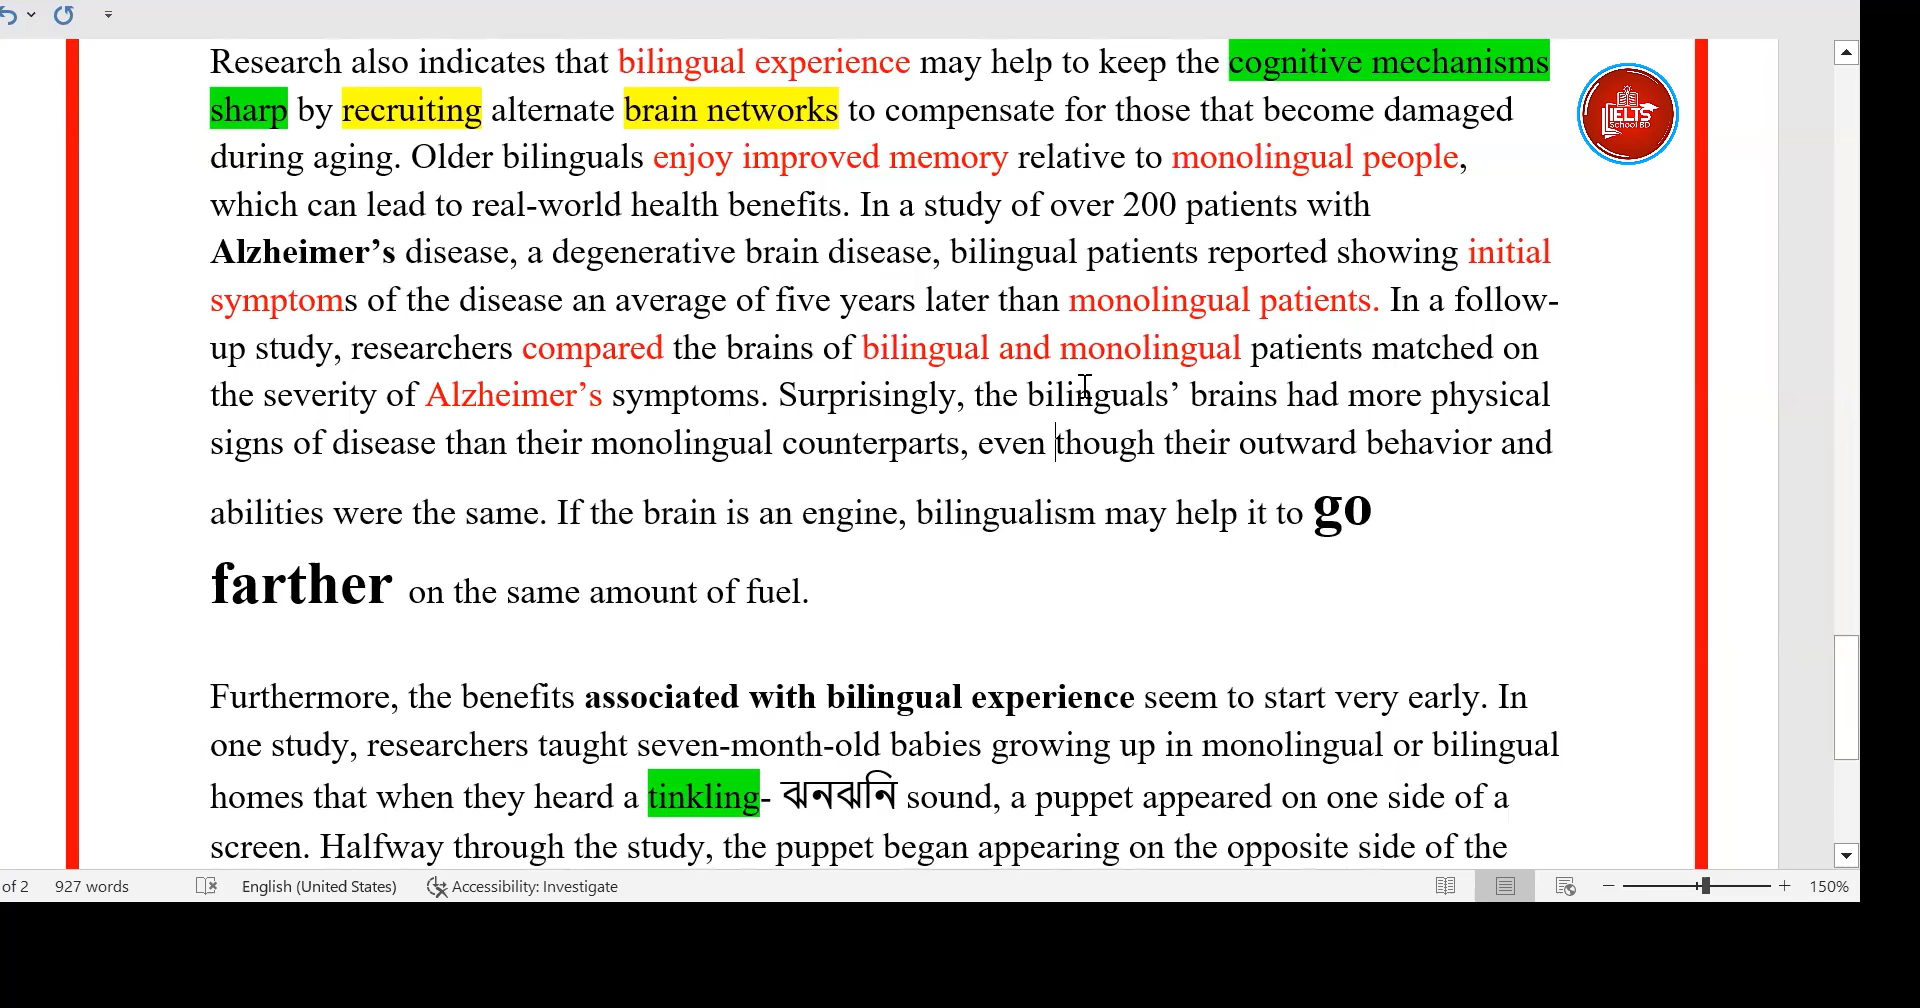 Research also indicates that bilingual experience may help to keep the cognitive mechanisms
sharp by recruiting alternate brain networks to compensate for those that become damaged
during aging. Older bilinguals enjoy improved memory relative to monolingual people,
which can lead to real-world health benefits. In a study of over 200 patients with
Alzheimer’s disease, a degenerative brain disease, bilingual patients reported showing initial
symptoms of the disease an average of five years later than monolingual patients. In a follow-
up study, researchers compared the brains of bilingual and monolingual patients matched on
the severity of Alzheimer’s symptoms. Surprisingly, the bilinguals’ brains had more physical
signs of disease than their monolingual counterparts, even though their outward behavior and
abilities were the same. If the brain is an engine, bilingualism may help it to go
farther on the same amount of fuel.
Furthermore, the benefits associated with bilingual experience seem to start very early. In
one study, researchers taught seven-month-old babies growing up in monolingual or bilingual
homes that when they heard a tinkling- ঝনঝনি sound, a puppet appeared on one side of a
screen. Halfway through the study, the puppet began appearing on the opposite side of the
IELTS
School BD
of 2 927 words English (United States) Accessibility: Investigate 150%